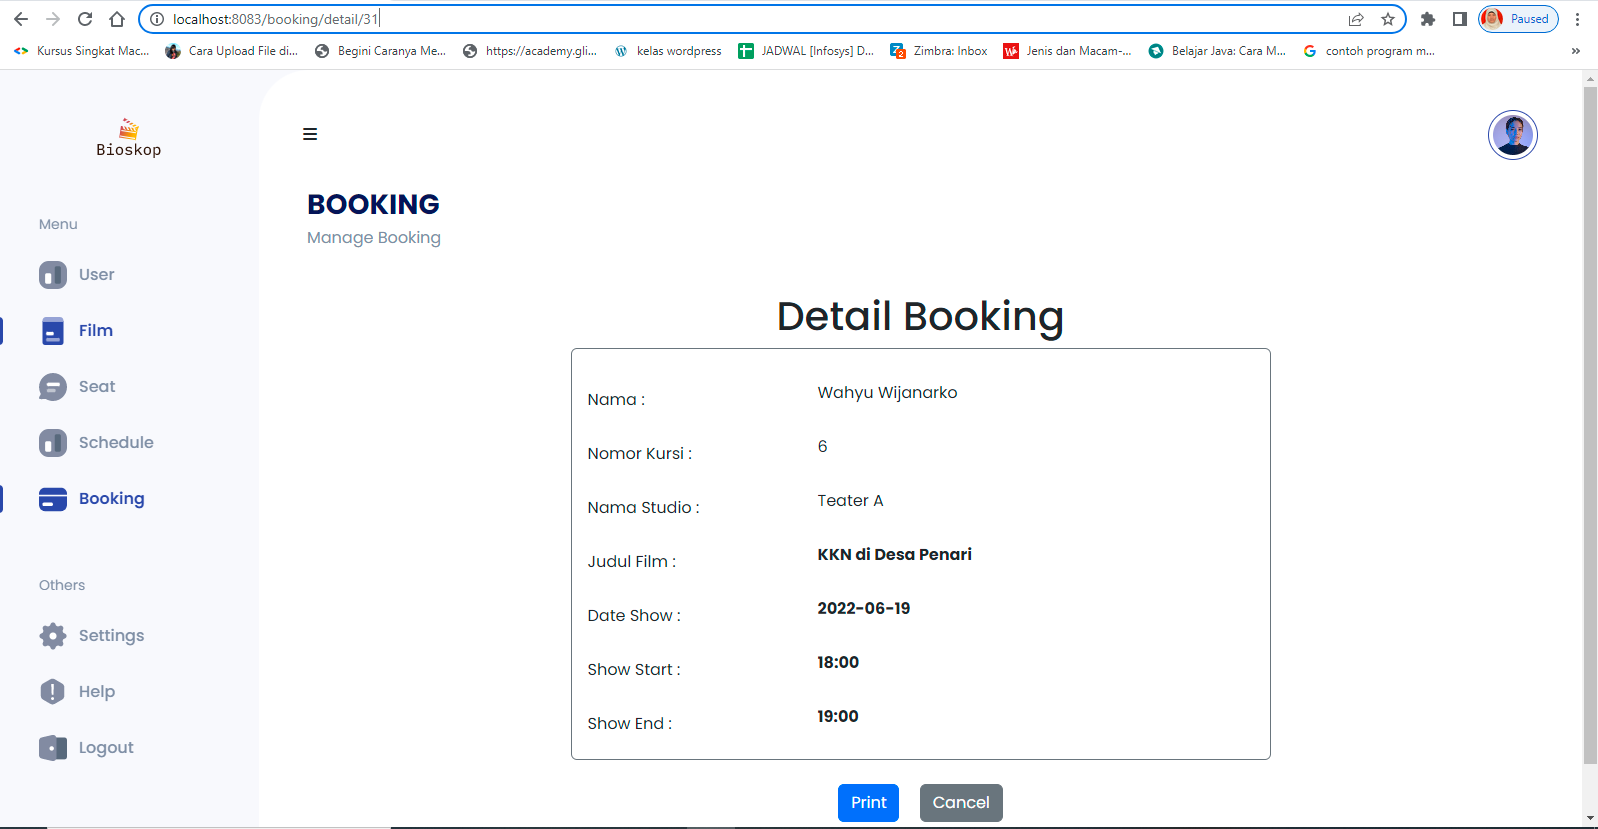 localhost:8083/booking/detail/31
Paused
Kursus Singkat Mac...
Cara Upload File di...
Begini Caranya Me...
https://academy.gli...
kelas wordpress
JADWAL [Infosys] D...
Zimbra: Inbox
Jenis dan Macam-...
Belajar Java: Cara M...
contoh program m...
»
Bioskop
Menu
User
Film
Seat
Schedule
Booking
Others
Settings
Help
Logout
BOOKING
Manage Booking
Detail Booking
Nama : Wahyu Wijanarko
Nomor Kursi : 6
Nama Studio : Teater A
Judul Film : KKN di Desa Penari
Date Show : 2022-06-19
Show Start : 18:00
Show End : 19:00
Print Cancel